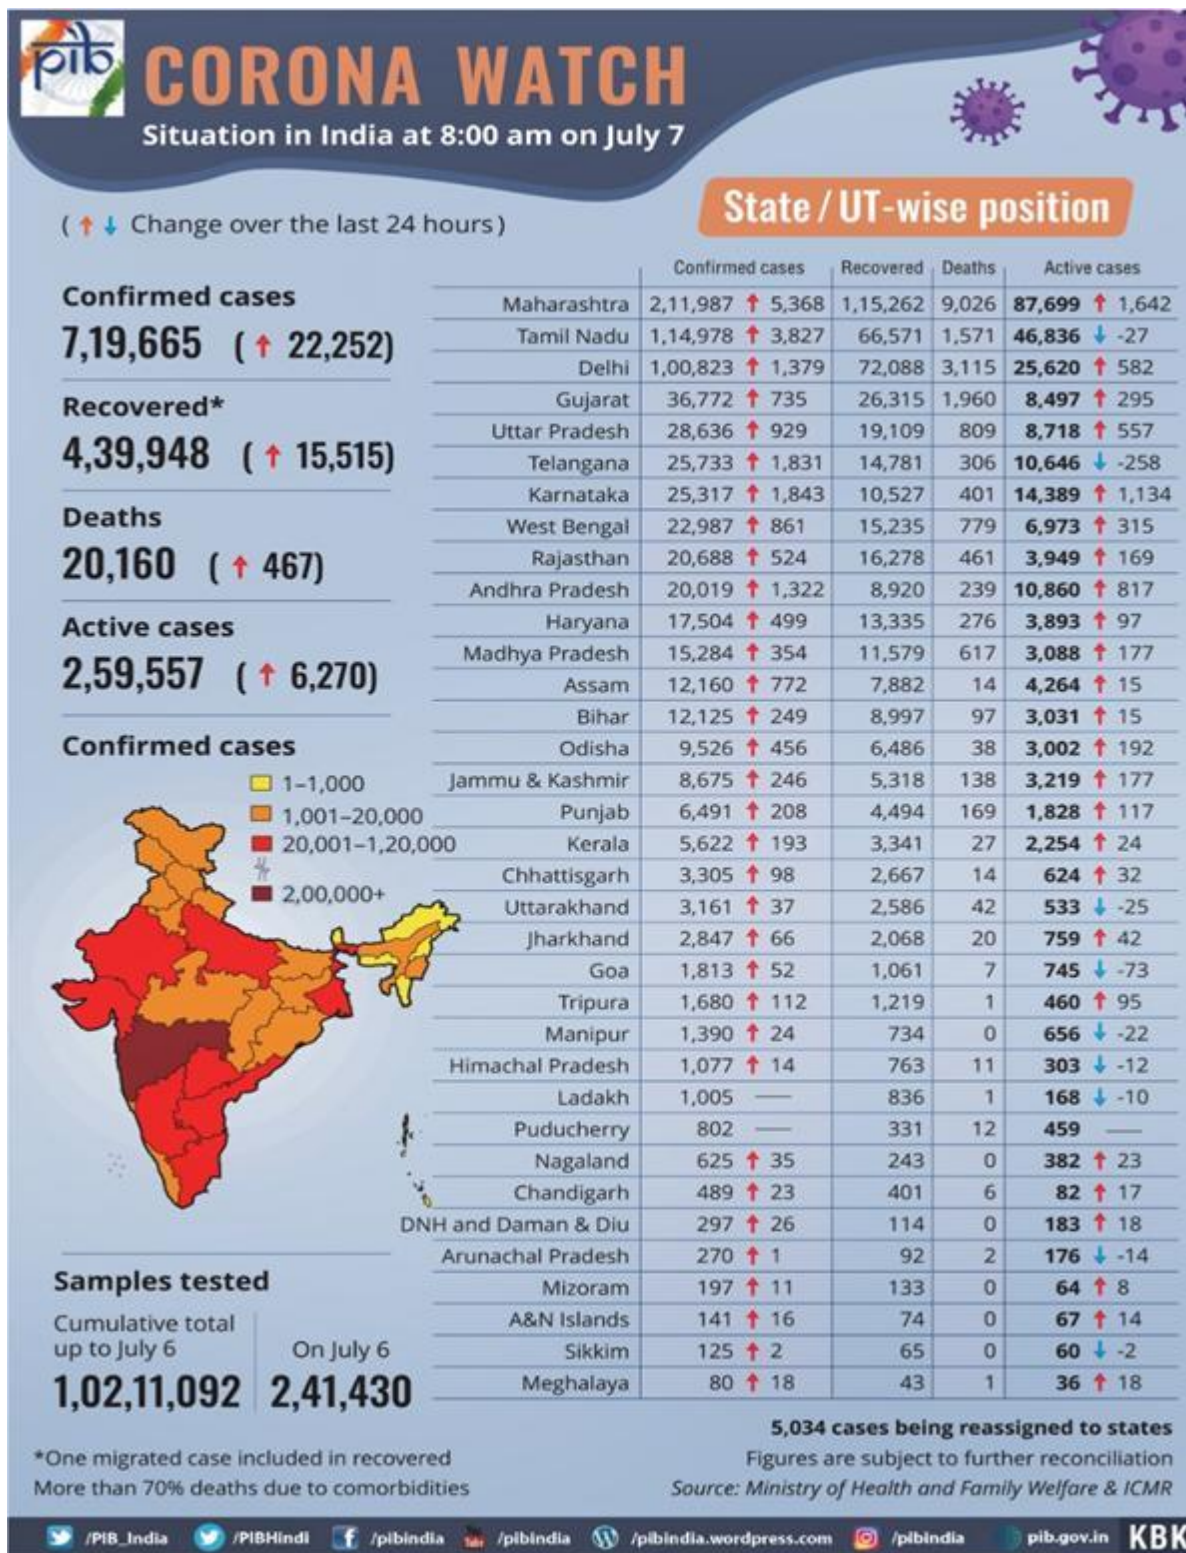 pib
CORONA WATCH
Situation in India at 8:00 am on July 7
(↑↓ Change over the last 24 hours)
Confirmed cases
7,19,665 (↑ 22,252)
Recovered*
4,39,948 (↑ 15,515)
Deaths
20,160 (↑ 467)
Active cases
2,59,557 (↑ 6,270)
Confirmed cases
1–1,000
1,001–20,000
20,001–1,20,000
2,00,000+
Samples tested
Cumulative total
up to July 6
1,02,11,092
On July 6
2,41,430
State / UT-wise position
Confirmed cases Recovered Deaths Active cases
Maharashtra 2,11,987 ↑ 5,368 1,15,262 9,026 87,699 ↑ 1,642
Tamil Nadu 1,14,978 ↑ 3,827 66,571 1,571 46,836 ↓ -27
Delhi 1,00,823 ↑ 1,379 72,088 3,115 25,620 ↑ 582
Gujarat 36,772 ↑ 735 26,315 1,960 8,497 ↑ 295
Uttar Pradesh 28,636 ↑ 929 19,109 809 8,718 ↑ 557
Telangana 25,733 ↑ 1,831 14,781 306 10,646 ↓ -258
Karnataka 25,317 ↑ 1,843 10,527 401 14,389 ↑ 1,134
West Bengal 22,987 ↑ 861 15,235 779 6,973 ↑ 315
Rajasthan 20,688 ↑ 524 16,278 461 3,949 ↑ 169
Andhra Pradesh 20,019 ↑ 1,322 8,920 239 10,860 ↑ 817
Haryana 17,504 ↑ 499 13,335 276 3,893 ↑ 97
Madhya Pradesh 15,284 ↑ 354 11,579 617 3,088 ↑ 177
Assam 12,160 ↑ 772 7,882 14 4,264 ↑ 15
Bihar 12,125 ↑ 249 8,997 97 3,031 ↑ 15
Odisha 9,526 ↑ 456 6,486 38 3,002 ↑ 192
Jammu & Kashmir 8,675 ↑ 246 5,318 138 3,219 ↑ 177
Punjab 6,491 ↑ 208 4,494 169 1,828 ↑ 117
Kerala 5,622 ↑ 193 3,341 27 2,254 ↑ 24
Chhattisgarh 3,305 ↑ 98 2,667 14 624 ↑ 32
Uttarakhand 3,161 ↑ 37 2,586 42 533 ↓ -25
Jharkhand 2,847 ↑ 66 2,068 20 759 ↑ 42
Goa 1,813 ↑ 52 1,061 7 745 ↓ -73
Tripura 1,680 ↑ 112 1,219 1 460 ↑ 95
Manipur 1,390 ↑ 24 734 0 656 ↓ -22
Himachal Pradesh 1,077 ↑ 14 763 11 303 ↓ -12
Ladakh 1,005 — 836 1 168 ↓ -10
Puducherry 802 — 331 12 459 —
Nagaland 625 ↑ 35 243 0 382 ↑ 23
Chandigarh 489 ↑ 23 401 6 82 ↑ 17
DNH and Daman & Diu 297 ↑ 26 114 0 183 ↑ 18
Arunachal Pradesh 270 ↑ 1 92 2 176 ↓ -14
Mizoram 197 ↑ 11 133 0 64 ↑ 8
A&N Islands 141 ↑ 16 74 0 67 ↑ 14
Sikkim 125 ↑ 2 65 0 60 ↓ -2
Meghalaya 80 ↑ 18 43 1 36 ↑ 18
5,034 cases being reassigned to states
*One migrated case included in recovered
More than 70% deaths due to comorbidities
Figures are subject to further reconciliation
Source: Ministry of Health and Family Welfare & ICMR
/PIB_India /PIBHindi /pibindia /pibindia /pibindia.wordpress.com /pibindia pib.gov.in KBK